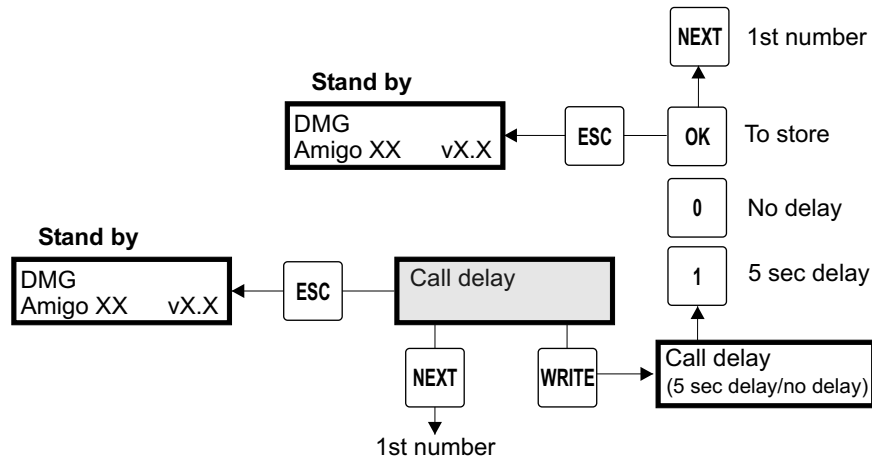 NEXT 1st number
Stand by
DMG
Amigo XX vX.X
ESC
OK To store
0 No delay
Stand by
DMG
Amigo XX vX.X
ESC
Call delay
1 5 sec delay
NEXT
WRITE
Call delay
(5 sec delay/no delay)
1st number